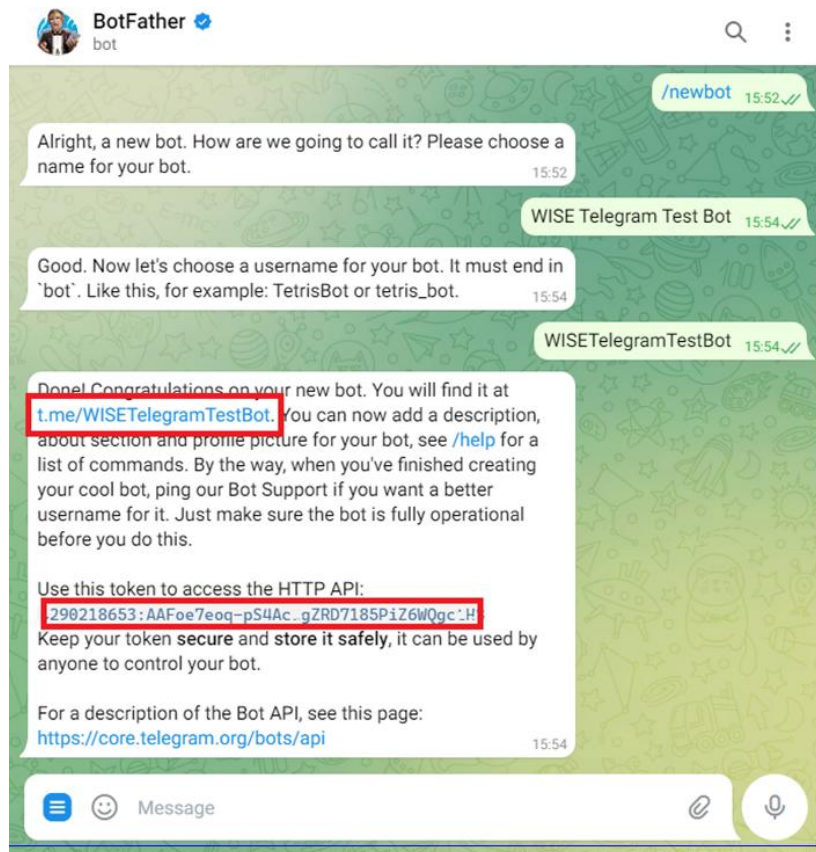 BotFather
bot
/newbot 15:52
Alright, a new bot. How are we going to call it? Please choose a
name for your bot.
15:52
WISE Telegram Test Bot 15:54
Good. Now let's choose a username for your bot. It must end in
`bot`. Like this, for example: TetrisBot or tetris_bot.
15:54
WISETelegramTestBot 15:54
Done! Congratulations on your new bot. You will find it at
t.me/WISETelegramTestBot. You can now add a description,
about section and profile picture for your bot, see /help for a
list of commands. By the way, when you've finished creating
your cool bot, ping our Bot Support if you want a better
username for it. Just make sure the bot is fully operational
before you do this.
Use this token to access the HTTP API:
Keep your token secure and store it safely, it can be used by
anyone to control your bot.
For a description of the Bot API, see this page:
https://core.telegram.org/bots/api
15:54
Message